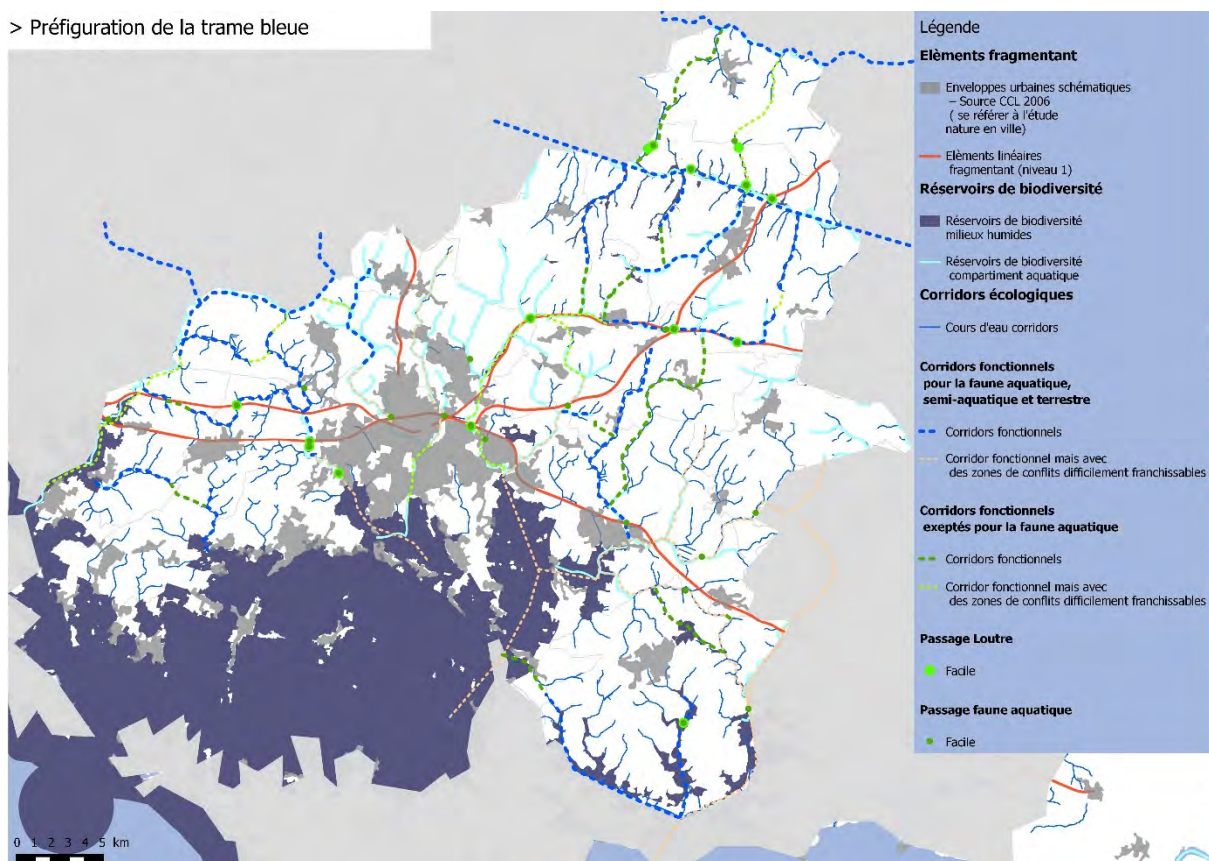 > Préfiguration de la trame bleue
Légende
Elèments fragmentant
Enveloppes urbaines schématiques
– Source CCL 2006
( se référer à l'étude
nature en ville)
Elèments linéaires
fragmentant (niveau 1)
Réservoirs de biodiversité
Réservoirs de biodiversité
milieux humides
Réservoirs de biodiversité
compartiment aquatique
Corridors écologiques
Cours d'eau corridors
Corridors fonctionnels
pour la faune aquatique,
semi-aquatique et terrestre
Corridors fonctionnels
Corridor fonctionnel mais avec
des zones de conflits difficilement franchissables
Corridors fonctionnels
exeptés pour la faune aquatique
Corridors fonctionnels
Corridor fonctionnel mais avec
des zones de conflits difficilement franchissables
Passage Loutre
Facile
Passage faune aquatique
Facile
0 1 2 3 4 5 km